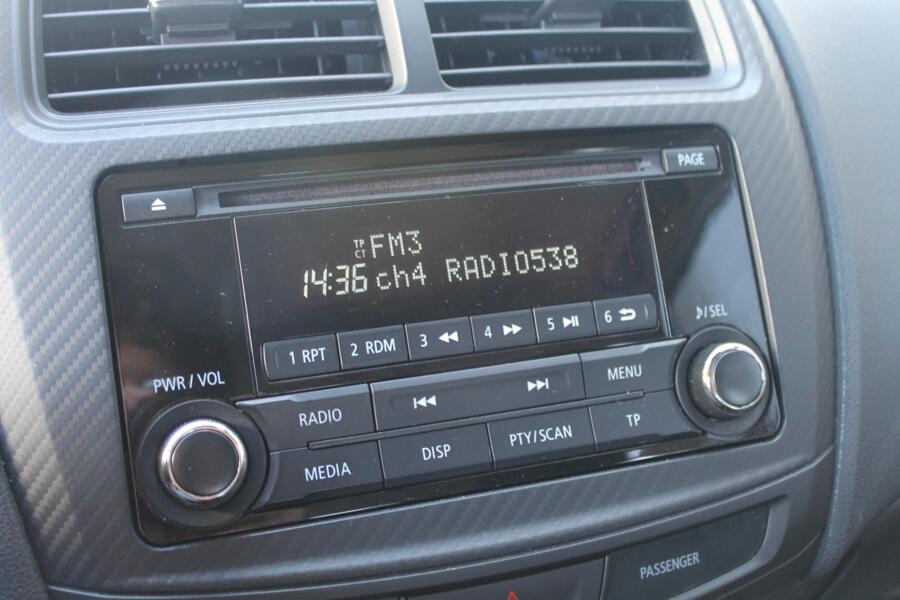 PAGE
TP
CT
FM3
14:36 ch4 RADIO538
1 RPT
2 RDM
3
4
5
6
♪/SEL
PWR / VOL
RADIO
MENU
MEDIA
DISP
PTY/SCAN
TP
PASSENGER